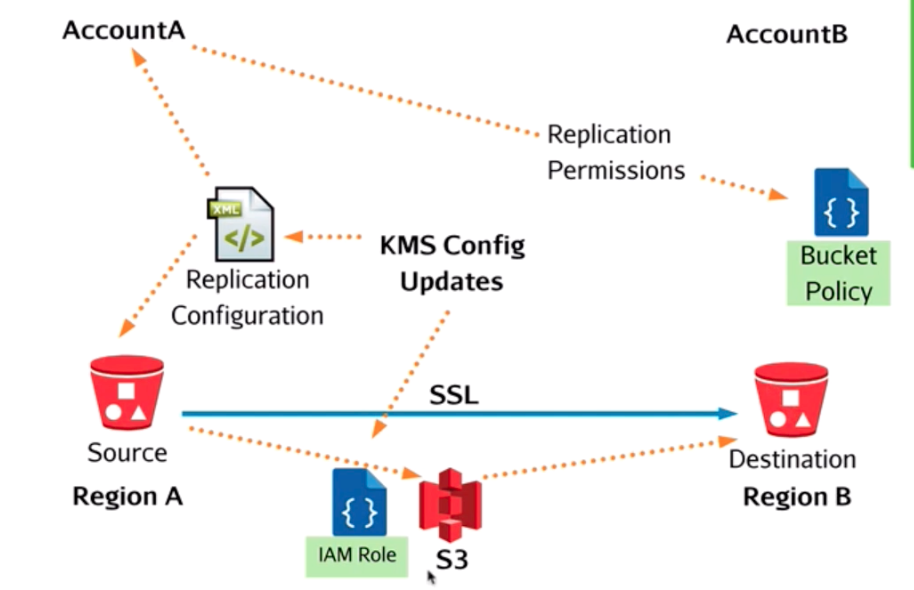 AccountA
AccountB
Replication
Permissions
XML
</>
Replication
Configuration
KMS Config
Updates
{ }
Bucket
Policy
SSL
Source
Region A
Destination
Region B
{ }
IAM Role
S3